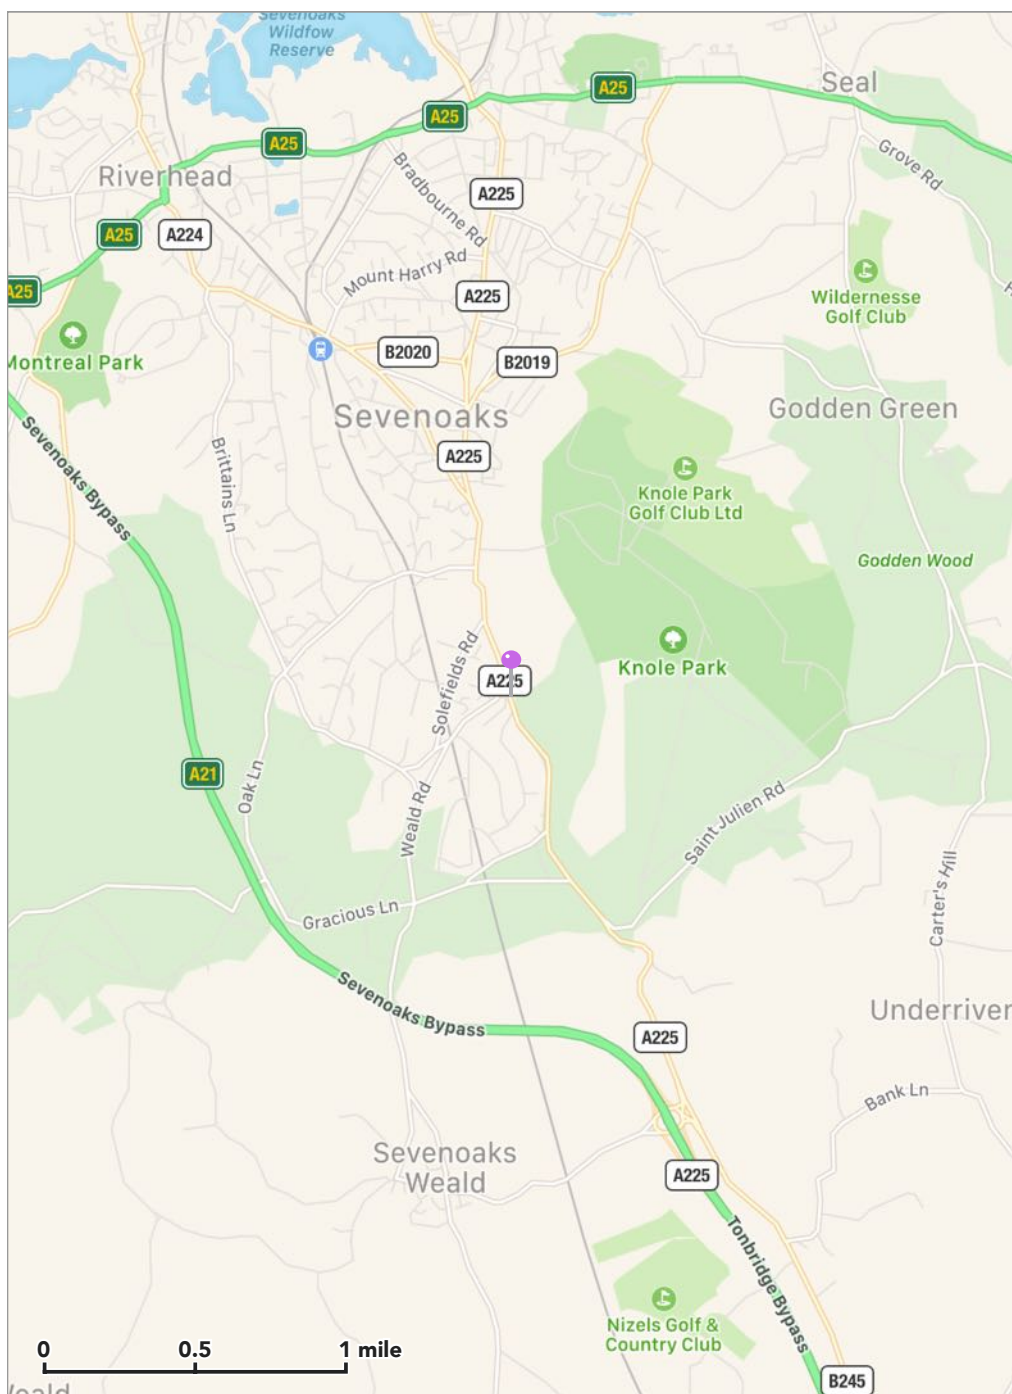 Sevenoaks
Wildfow
Reserve
Seal
A25
A25
A25
Grove Rd
Riverhead
Bradbourne Rd
A225
A25
A224
Mount Harry Rd
A25
A225
Wildernesse
Golf Club
Montreal Park
B2020
B2019
Sevenoaks
Godden Green
Sevenoaks Bypass
Brittains Ln
A225
Knole Park
Golf Club Ltd
Godden Wood
Solefields Rd
Knole Park
A225
A21
Oak Ln
Weald Rd
Saint Julien Rd
Carter's Hill
Gracious Ln
Sevenoaks Bypass
Underriver
A225
Bank Ln
Sevenoaks
Weald
A225
Tonbridge Bypass
Nizels Golf &
Country Club
0 0.5 1 mile
B245